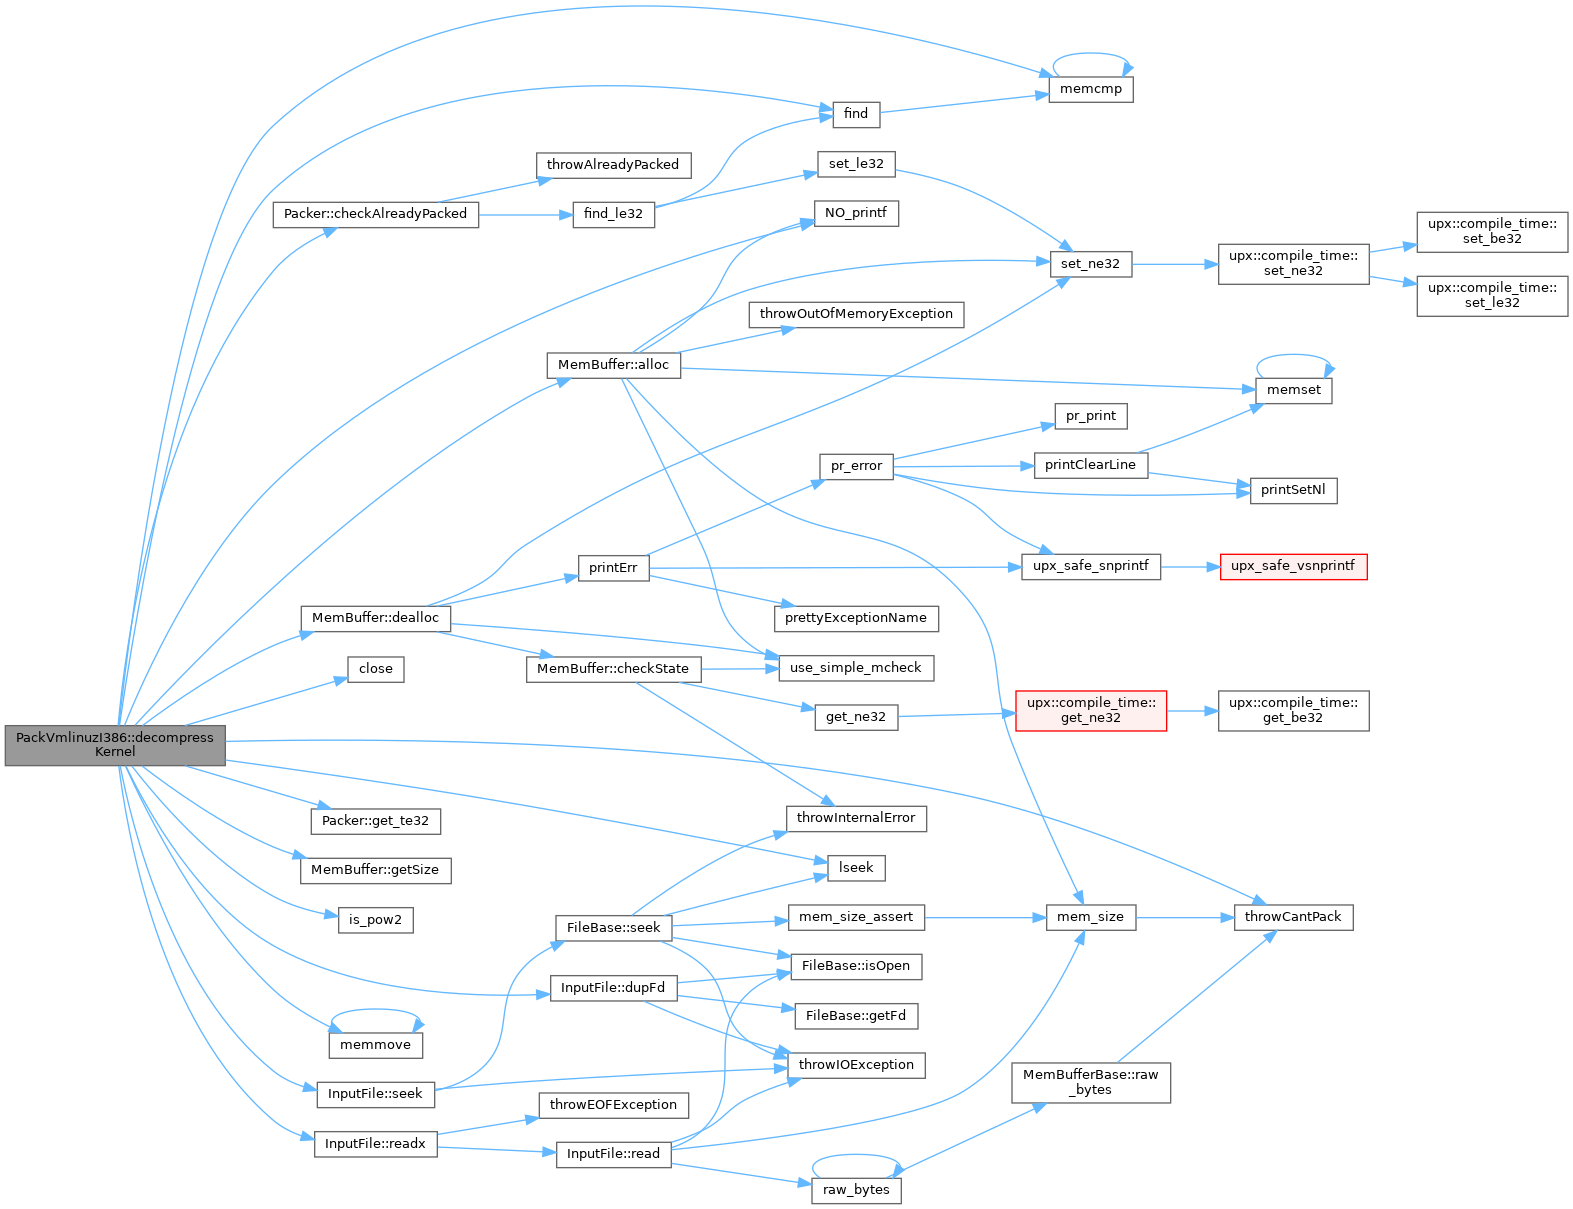 memcmp
find
throwAlreadyPacked
set_le32
Packer::checkAlreadyPacked
find_le32
NO_printf
upx::compile_time::
set_be32
set_ne32
upx::compile_time::
set_ne32
upx::compile_time::
set_le32
throwOutOfMemoryException
MemBuffer::alloc
memset
pr_print
pr_error
printClearLine
printSetNl
printErr
upx_safe_snprintf
upx_safe_vsnprintf
MemBuffer::dealloc
prettyExceptionName
close
MemBuffer::checkState
use_simple_mcheck
get_ne32
upx::compile_time::
get_ne32
upx::compile_time::
get_be32
PackVmlinuzI386::decompress
Kernel
Packer::get_te32
throwInternalError
MemBuffer::getSize
lseek
is_pow2
FileBase::seek
mem_size_assert
mem_size
throwCantPack
FileBase::isOpen
InputFile::dupFd
FileBase::getFd
memmove
throwIOException
InputFile::seek
MemBufferBase::raw
_bytes
throwEOFException
InputFile::readx
InputFile::read
raw_bytes